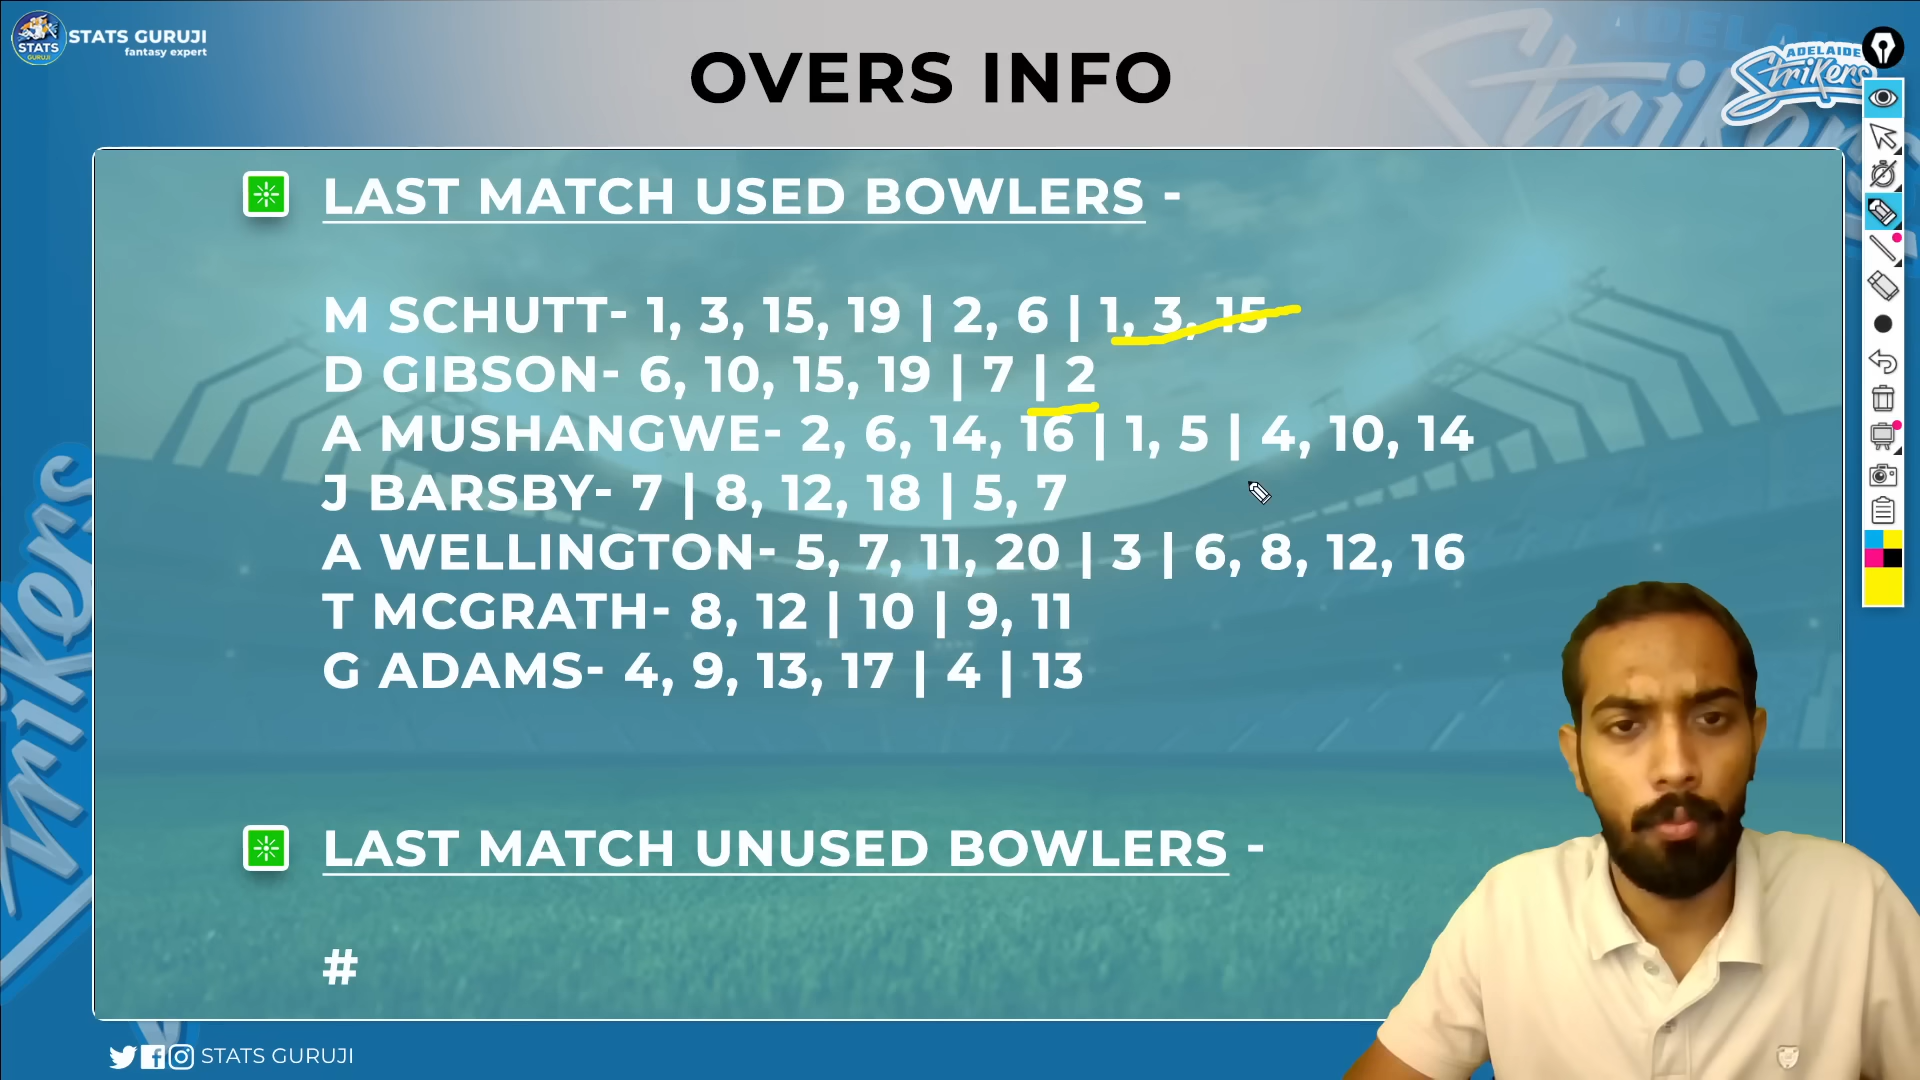 STATS GURUJI
fantasy expert
STATS
GURUJI
OVERS INFO
ADELAIDE
Strikers
LAST MATCH USED BOWLERS -
M SCHUTT- 1, 3, 15, 19 | 2, 6 | 1, 3, 15
D GIBSON- 6, 10, 15, 19 | 7 | 2
A MUSHANGWE- 2, 6, 14, 16 | 1, 5 | 4, 10, 14
J BARSBY- 7 | 8, 12, 18 | 5, 7
A WELLINGTON- 5, 7, 11, 20 | 3 | 6, 8, 12, 16
T MCGRATH- 8, 12 | 10 | 9, 11
G ADAMS- 4, 9, 13, 17 | 4 | 13
LAST MATCH UNUSED BOWLERS -
#
STATS GURUJI